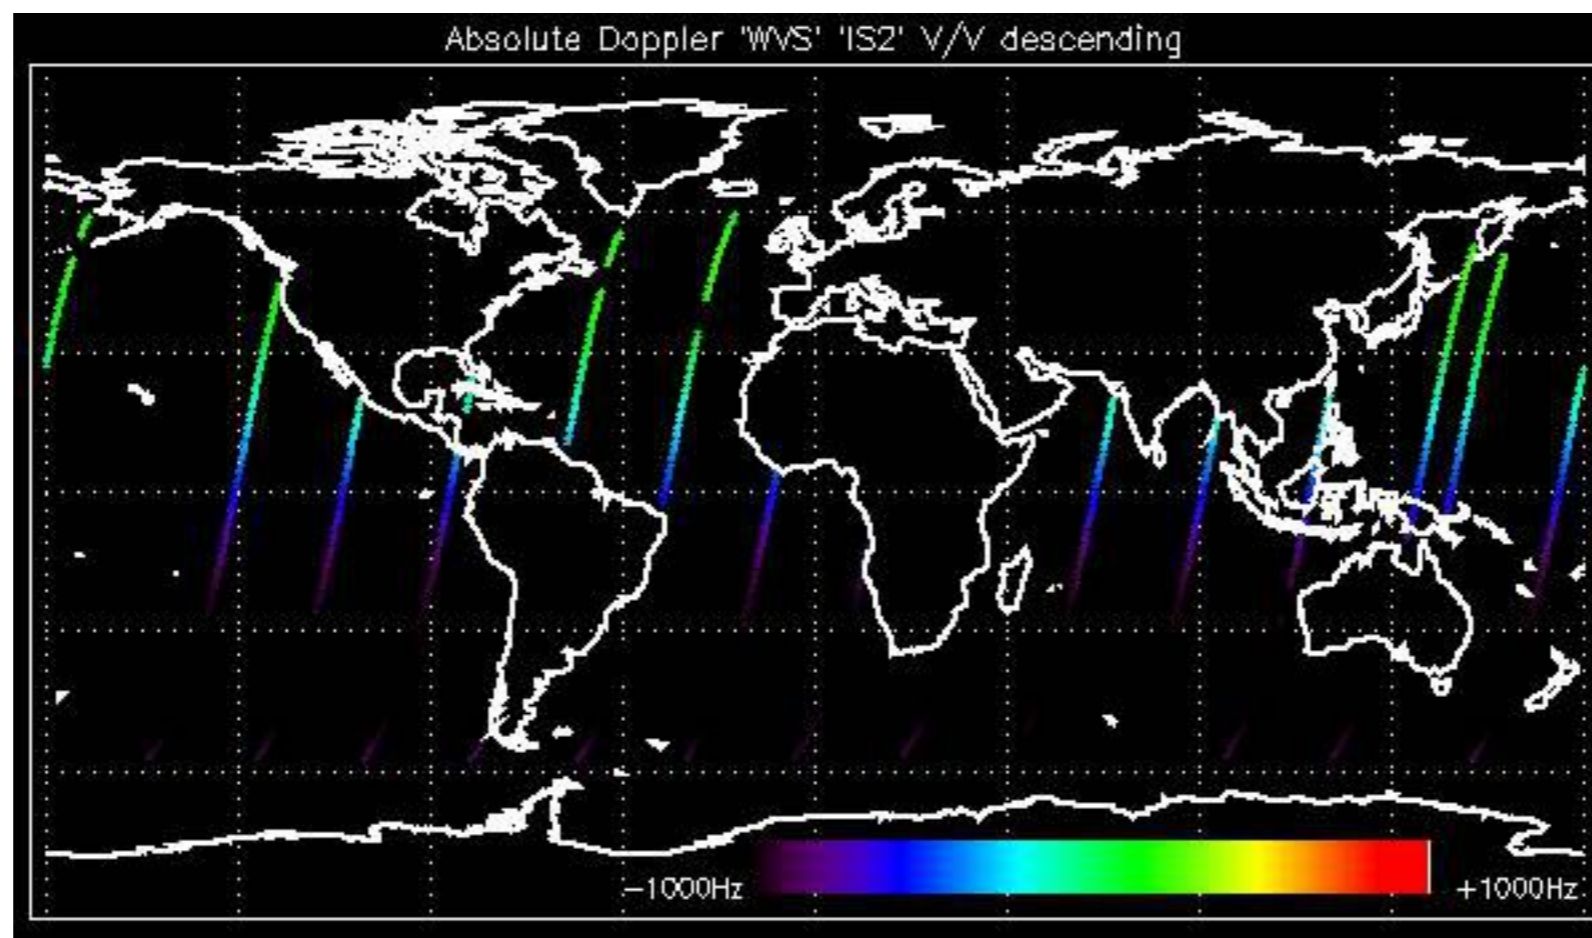 Absolute Doppler 'WVS' 'IS2' V/V descending
−1000Hz
+1000Hz